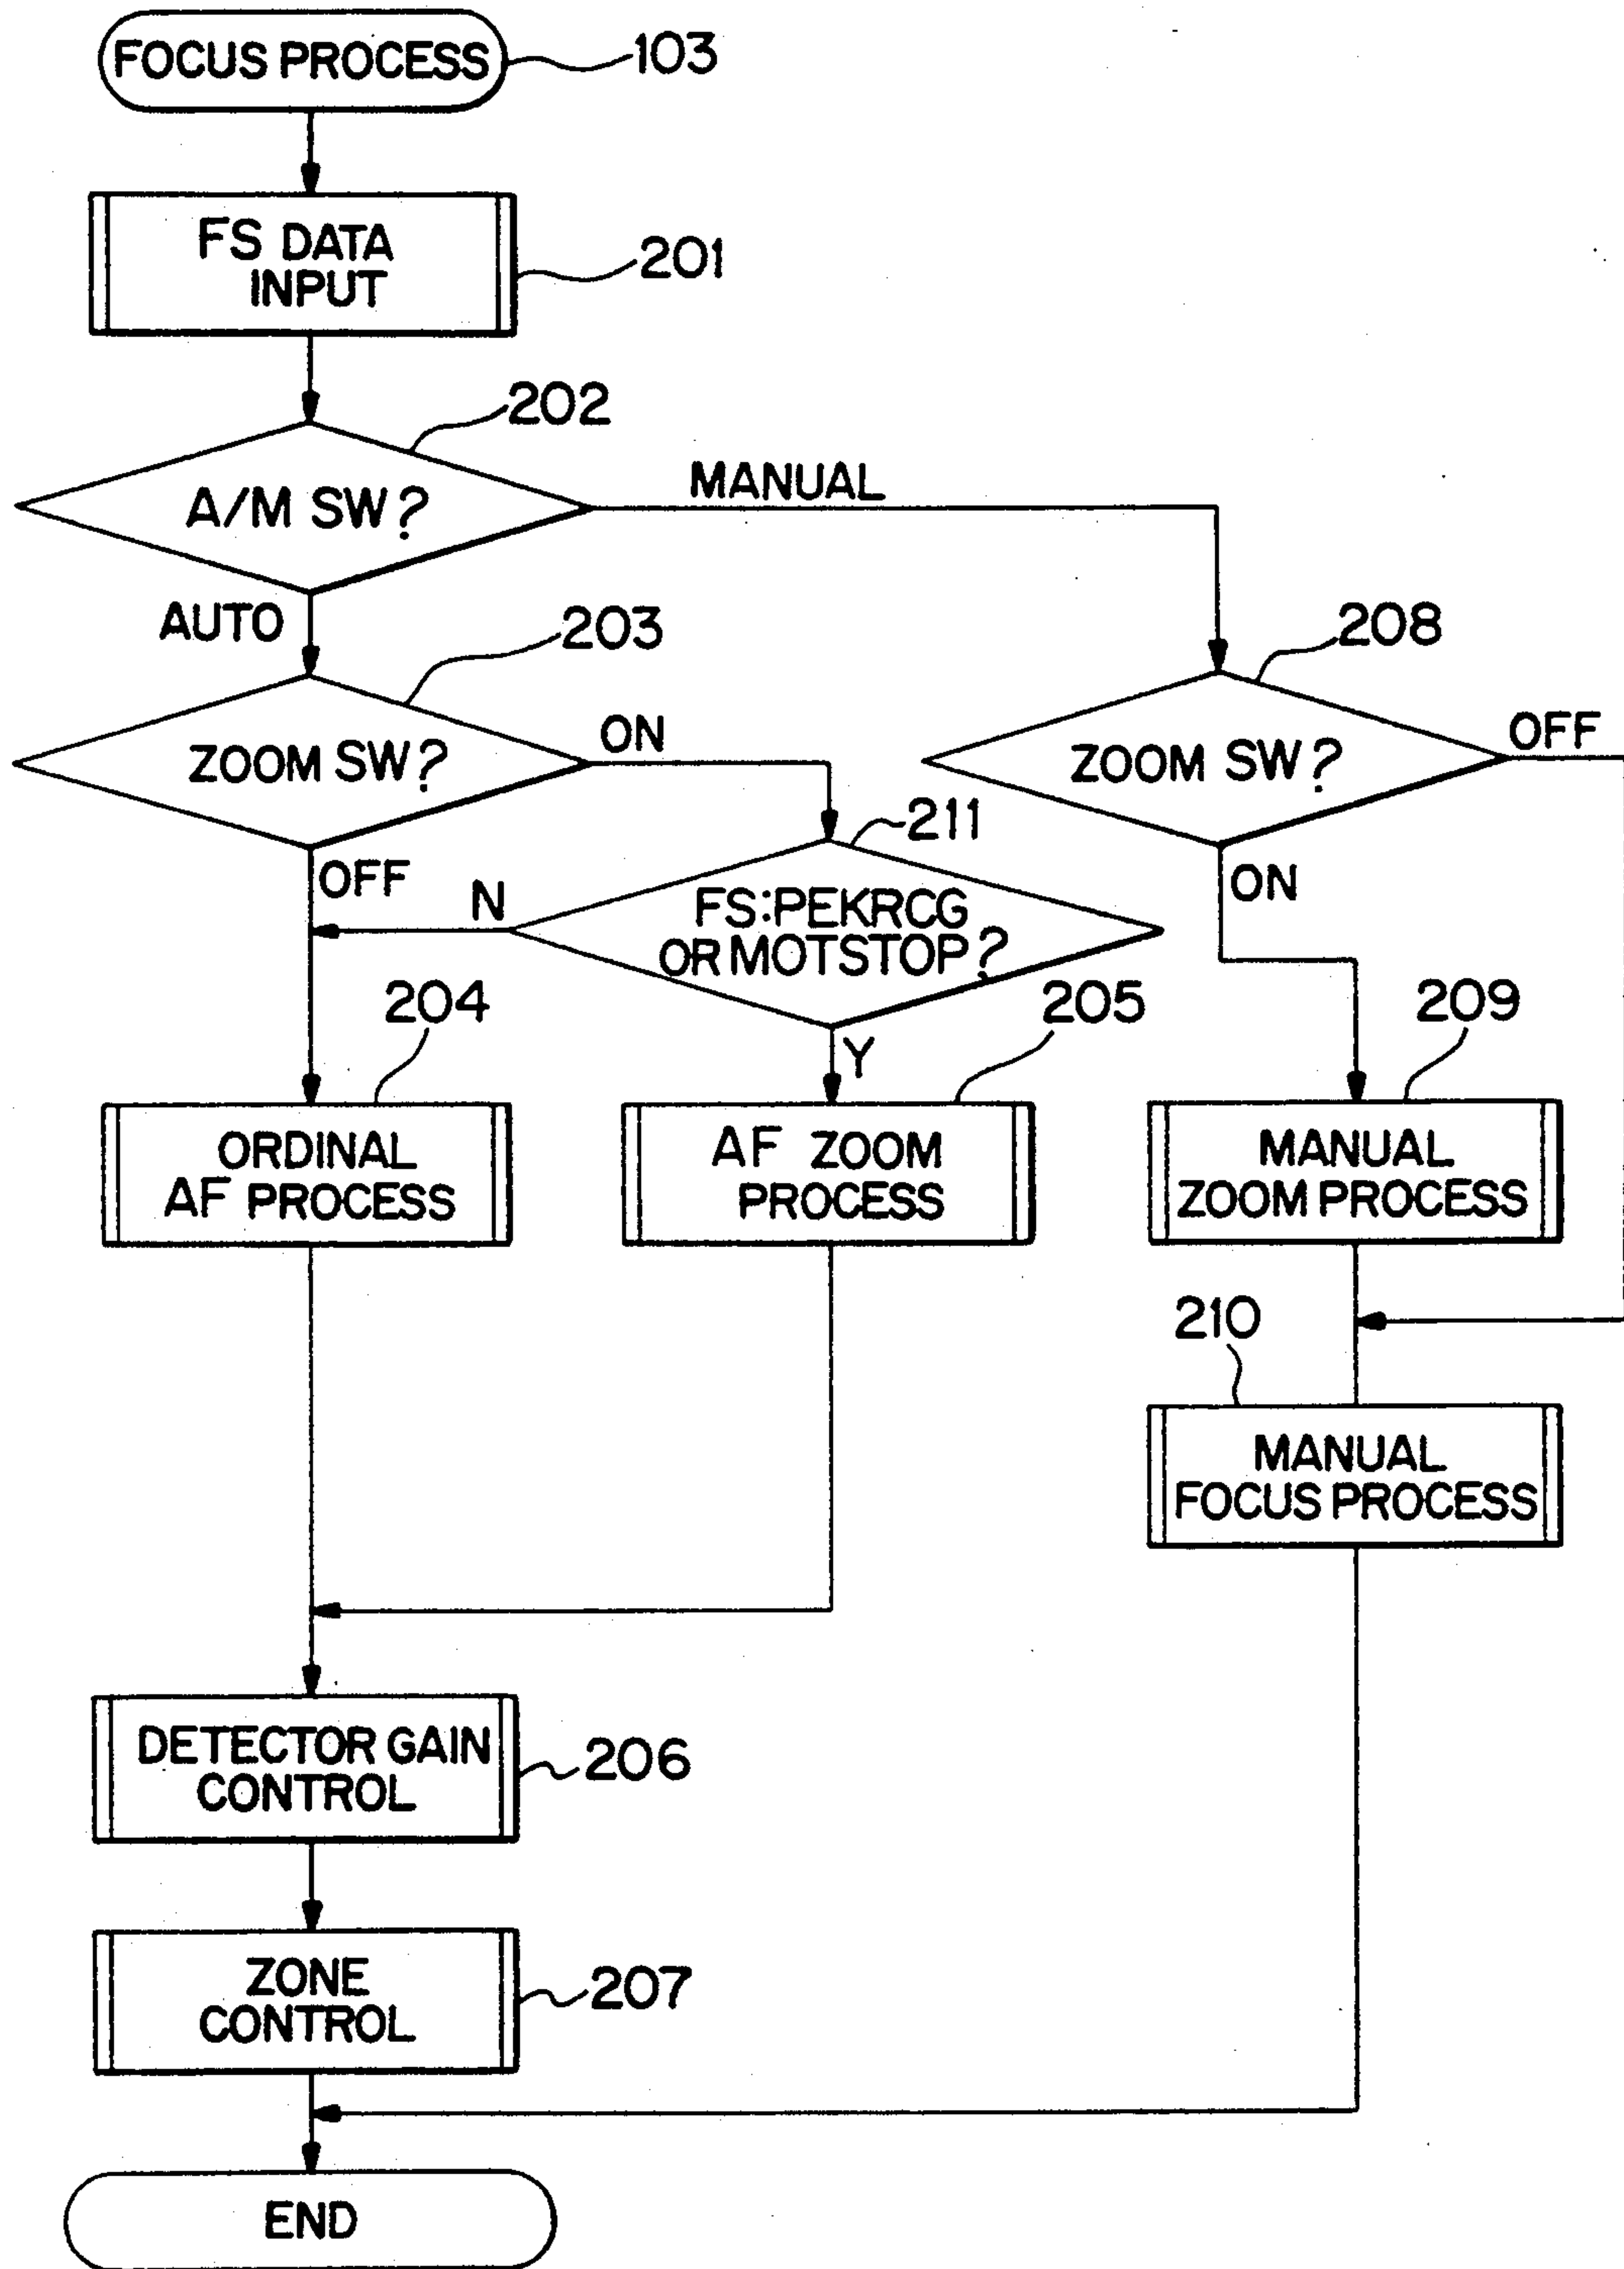 FOCUS PROCESS
103
FS DATA
INPUT
201
202
A/M SW?
MANUAL
AUTO
203
208
ZOOM SW?
ON
ZOOM SW?
OFF
211
OFF
N
FS:PEKRCG
OR MOTSTOP?
ON
204
Y
205
209
ORDINAL
AF PROCESS
AF ZOOM
PROCESS
MANUAL
ZOOM PROCESS
210
MANUAL
FOCUS PROCESS
DETECTOR GAIN
CONTROL
206
ZONE
CONTROL
207
END